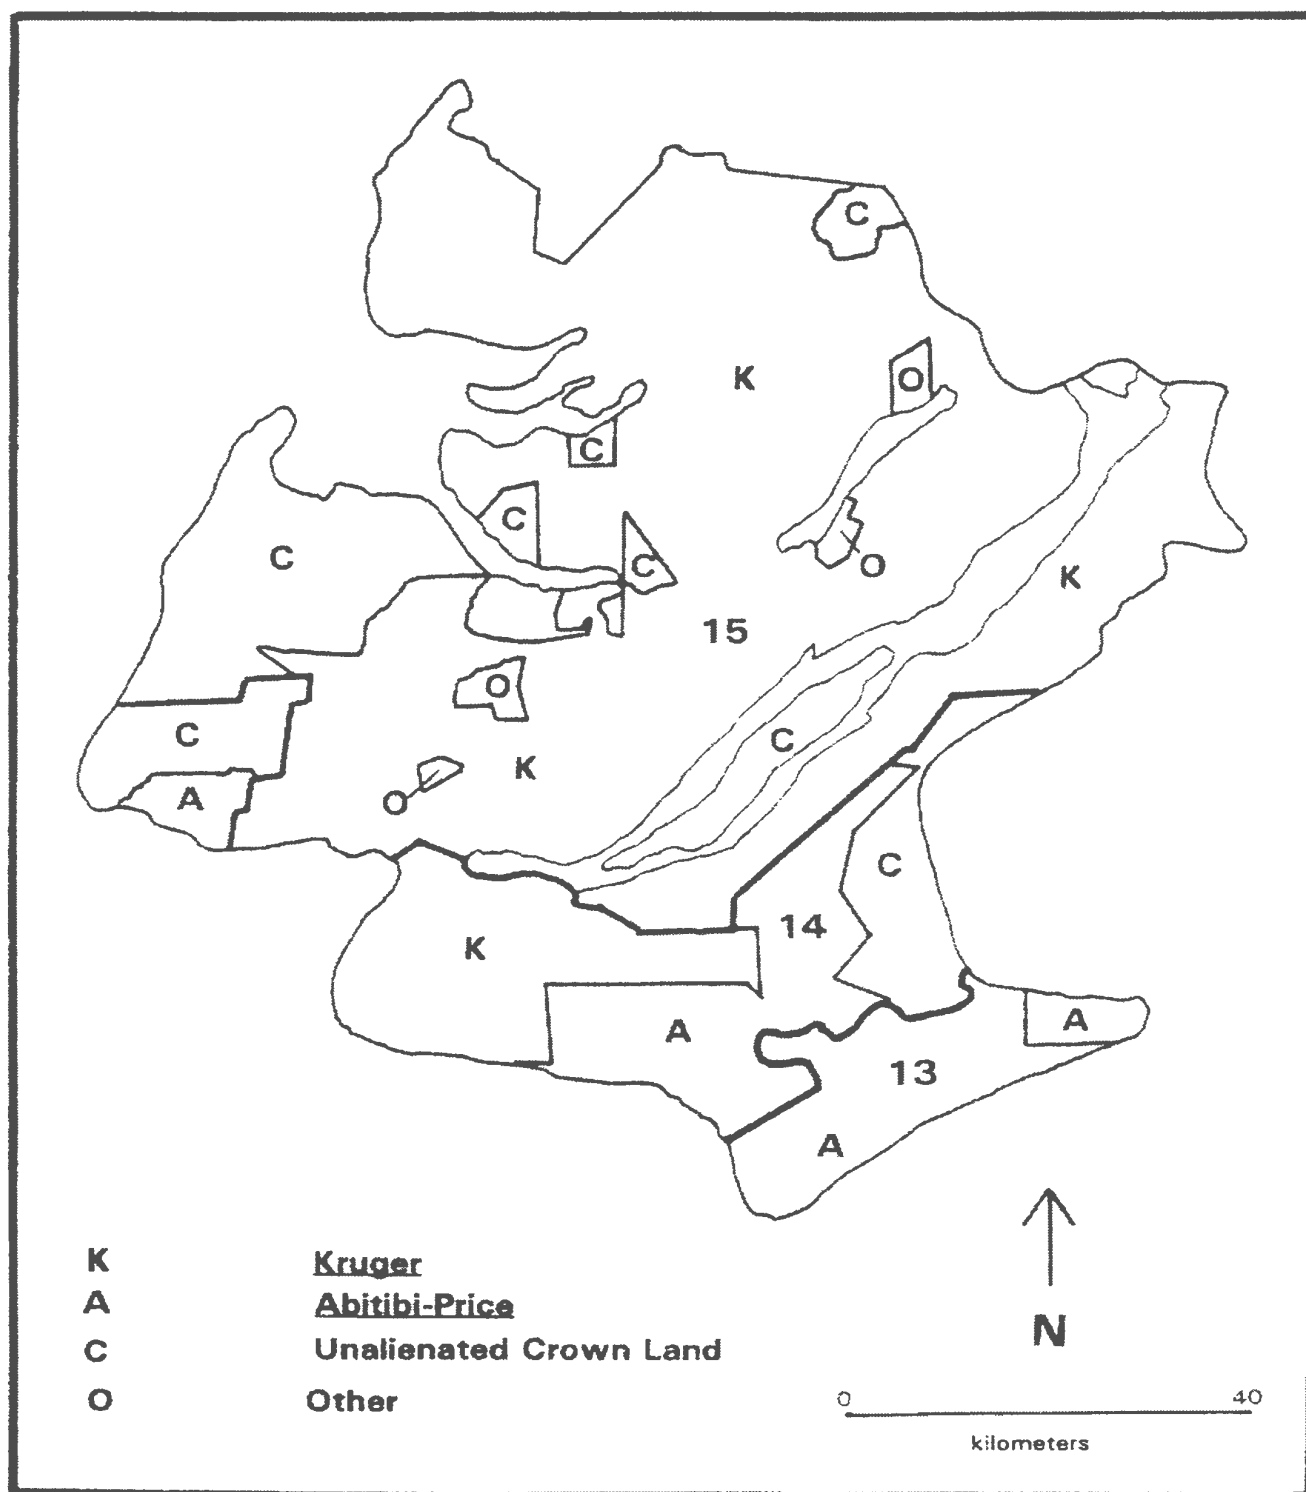 C
K
O
C
C
C
C
O
K
15
O
C
C
K
A
O
C
14
K
A
A
13
A
K Kruger
A Abitibi-Price
C Unalienated Crown Land
O Other
N
0 40
kilometers